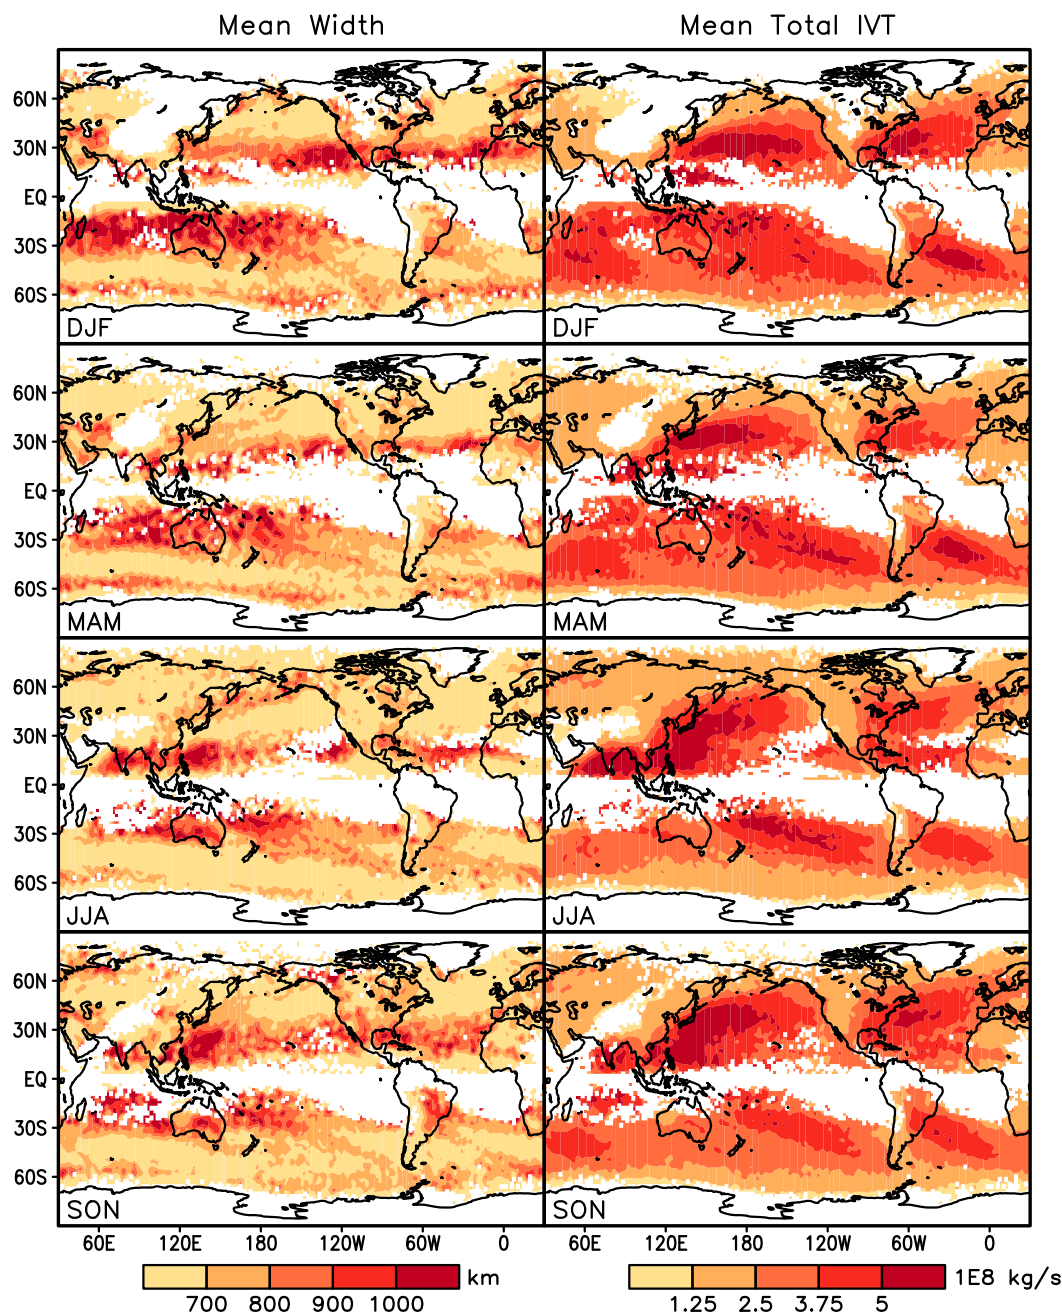 Mean Width
Mean Total IVT
60N
30N
EQ
30S
60S
DJF
DJF
60N
30N
EQ
30S
60S
MAM
MAM
60N
30N
EQ
30S
60S
JJA
JJA
60N
30N
EQ
30S
60S
SON
SON
60E 120E 180 120W 60W 0
60E 120E 180 120W 60W 0
km
700 800 900 1000
1E8 kg/s
1.25 2.5 3.75 5